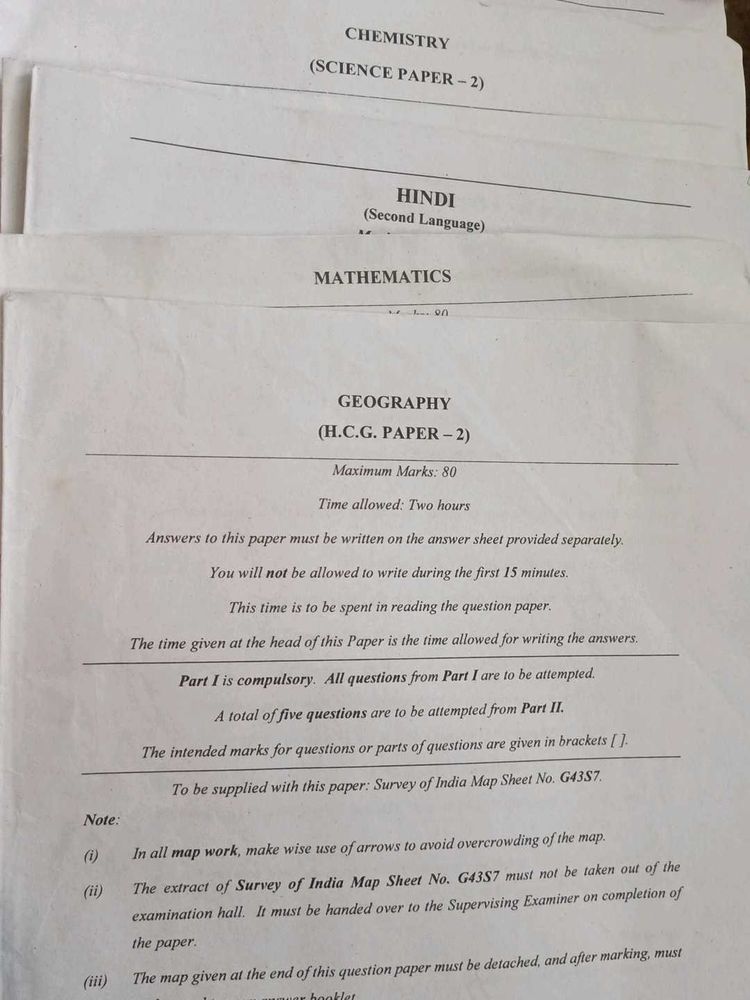 CHEMISTRY
(SCIENCE PAPER – 2)
HINDI
(Second Language)
MATHEMATICS
80
GEOGRAPHY
(H.C.G. PAPER – 2)
Maximum Marks: 80
Time allowed: Two hours
Answers to this paper must be written on the answer sheet provided separately.
You will not be allowed to write during the first 15 minutes.
This time is to be spent in reading the question paper.
The time given at the head of this Paper is the time allowed for writing the answers.
Part I is compulsory. All questions from Part I are to be attempted.
A total of five questions are to be attempted from Part II.
The intended marks for questions or parts of questions are given in brackets [ ].
To be supplied with this paper: Survey of India Map Sheet No. G43S7.
Note:
(i) In all map work, make wise use of arrows to avoid overcrowding of the map.
(ii) The extract of Survey of India Map Sheet No. G43S7 must not be taken out of the
examination hall. It must be handed over to the Supervising Examiner on completion of
the paper.
(iii) The map given at the end of this question paper must be detached, and after marking, must
answer booklet.